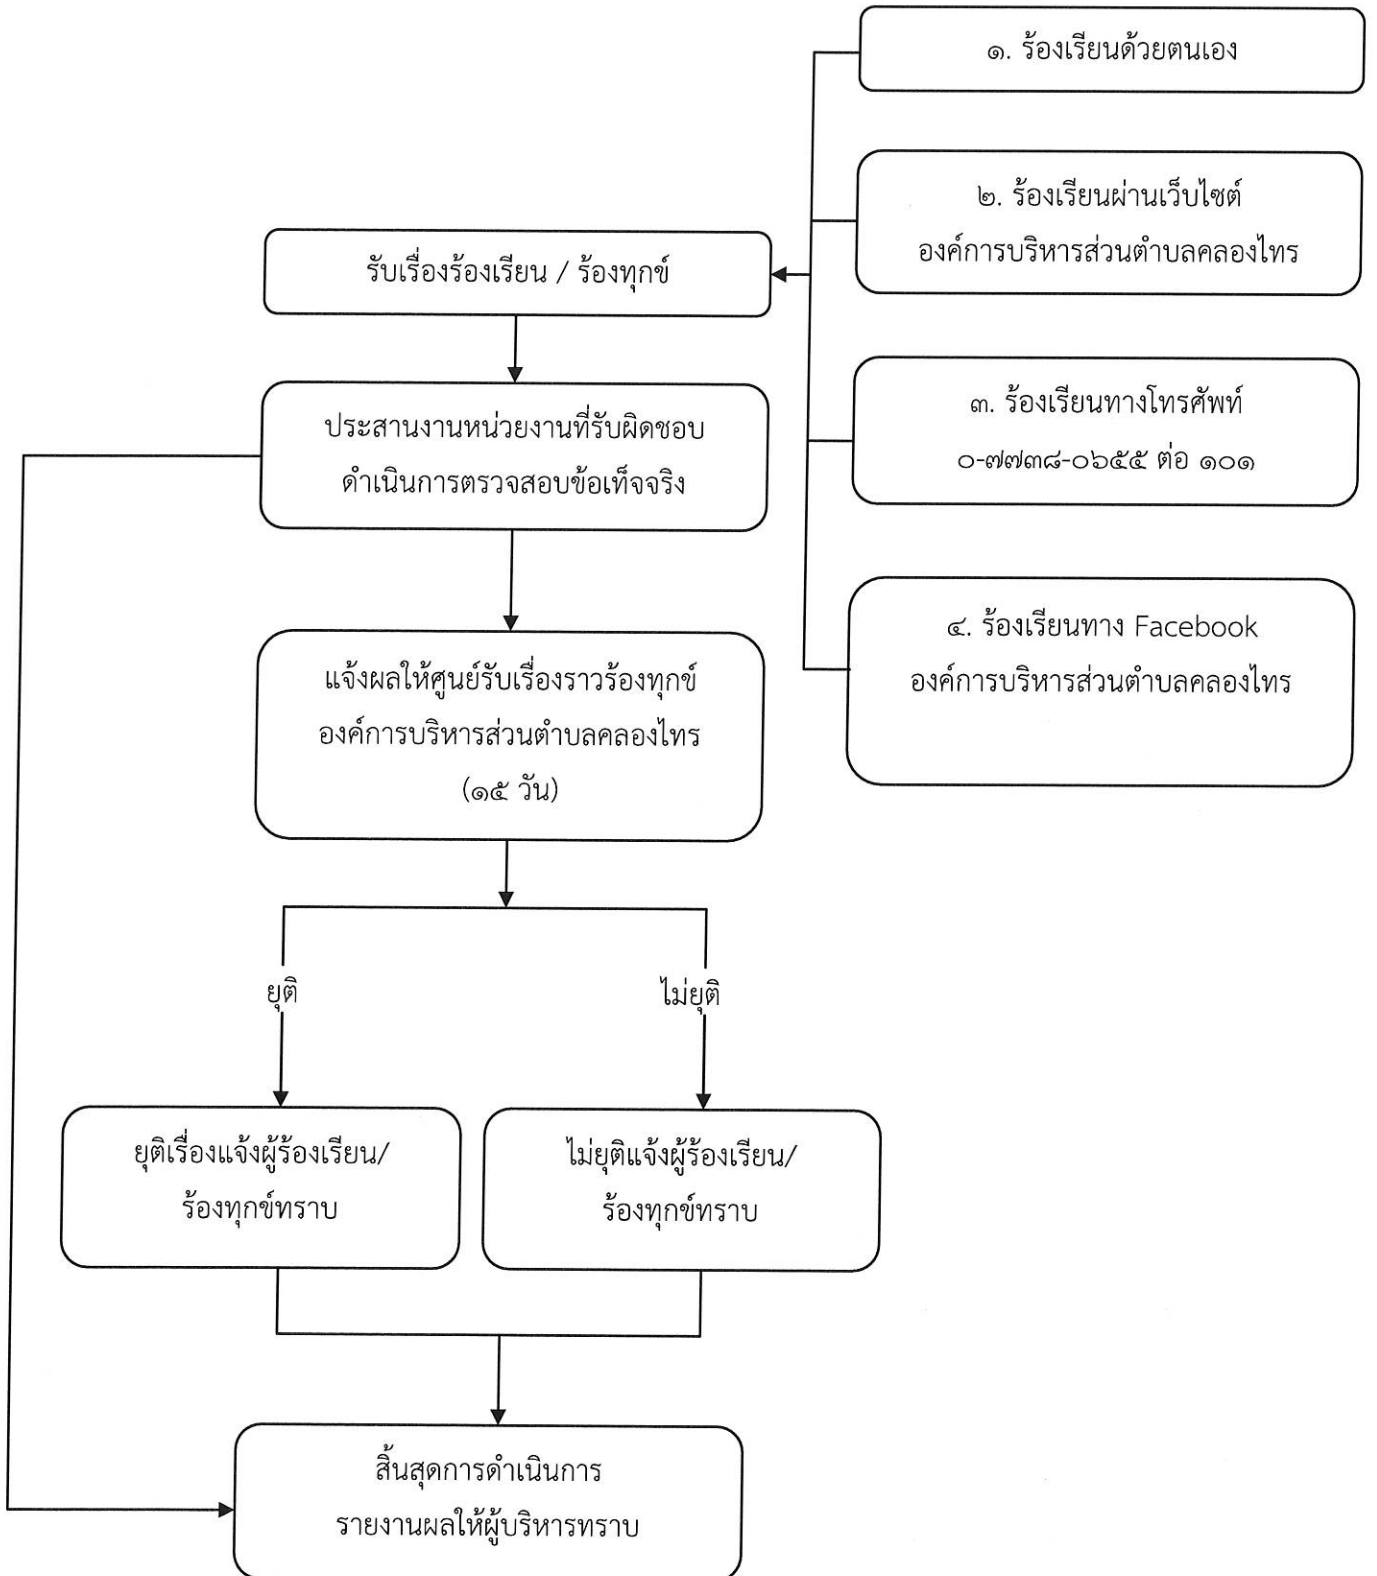 ๑. ร้องเรียนด้วยตนเอง
๒. ร้องเรียนผ่านเว็บไซต์
องค์การบริหารส่วนตำบลคลองไทร
รับเรื่องร้องเรียน / ร้องทุกข์
๓. ร้องเรียนทางโทรศัพท์
๐-๗๗๓๘-๐๖๕๕ ต่อ ๑๐๑
ประสานงานหน่วยงานที่รับผิดชอบ
ดำเนินการตรวจสอบข้อเท็จจริง
๔. ร้องเรียนทาง Facebook
องค์การบริหารส่วนตำบลคลองไทร
แจ้งผลให้ศูนย์รับเรื่องราวร้องทุกข์
องค์การบริหารส่วนตำบลคลองไทร
(๑๕ วัน)
ยุติ
ไม่ยุติ
ยุติเรื่องแจ้งผู้ร้องเรียน/
ร้องทุกข์ทราบ
ไม่ยุติแจ้งผู้ร้องเรียน/
ร้องทุกข์ทราบ
สิ้นสุดการดำเนินการ
รายงานผลให้ผู้บริหารทราบ